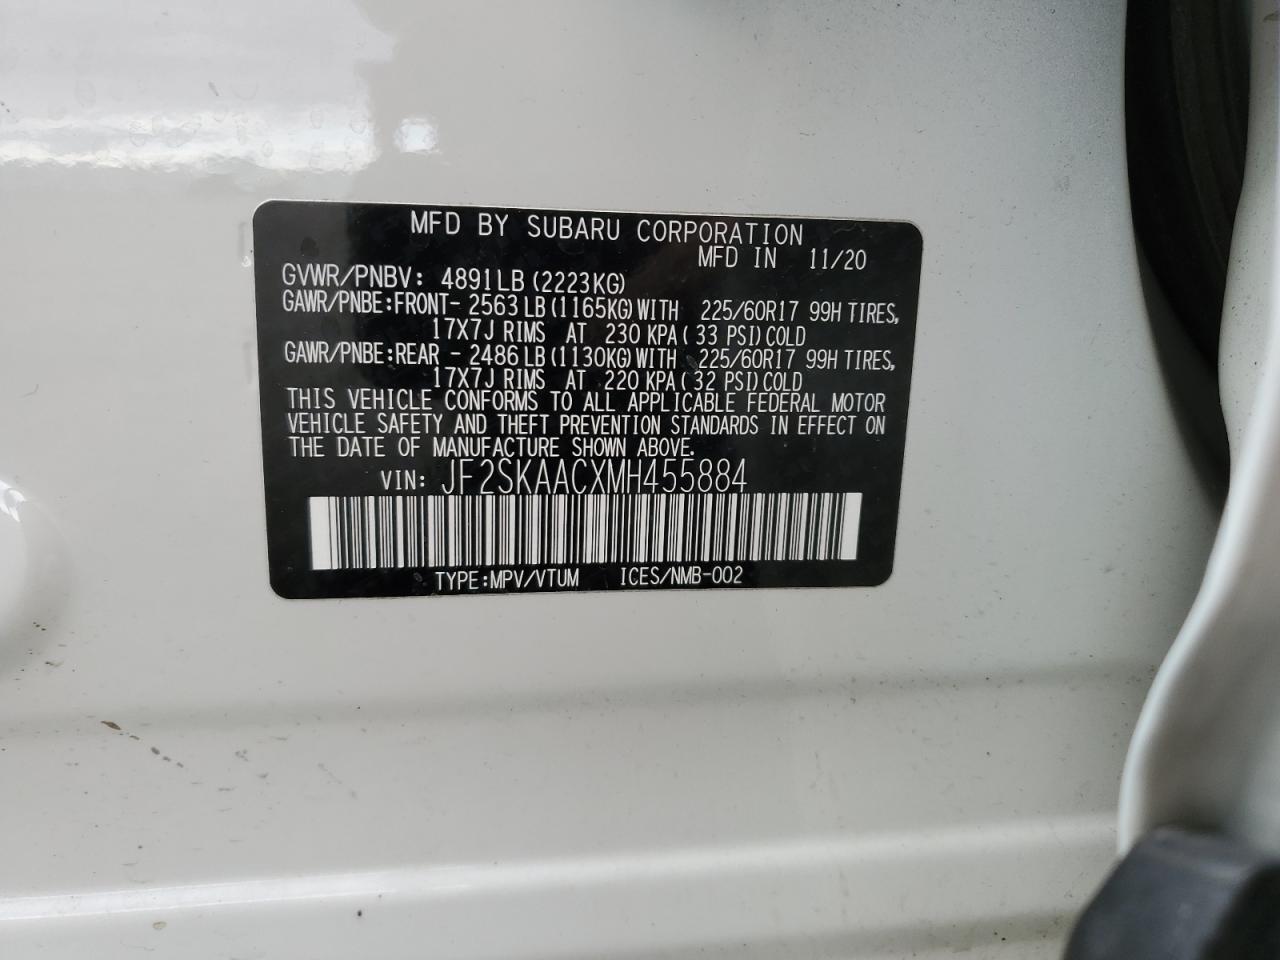 MFD BY SUBARU CORPORATION
MFD IN 11/20
GVWR/PNBV: 4891LB (2223KG)
GAWR/PNBE:FRONT- 2563LB(1165KG)WITH 225/60R17 99H TIRES,
17X7J RIMS AT 230 KPA( 33 PSI)COLD
GAWR/PNBE:REAR - 2486LB(1130KG)WITH 225/60R17 99H TIRES,
17X7J RIMS AT 220 KPA( 32 PSI)COLD
THIS VEHICLE CONFORMS TO ALL APPLICABLE FEDERAL MOTOR
VEHICLE SAFETY AND THEFT PREVENTION STANDARDS IN EFFECT ON
THE DATE OF MANUFACTURE SHOWN ABOVE.
VIN: JF2SKAACXMH455884
TYPE:MPV/VTUM ICES/NMB-002